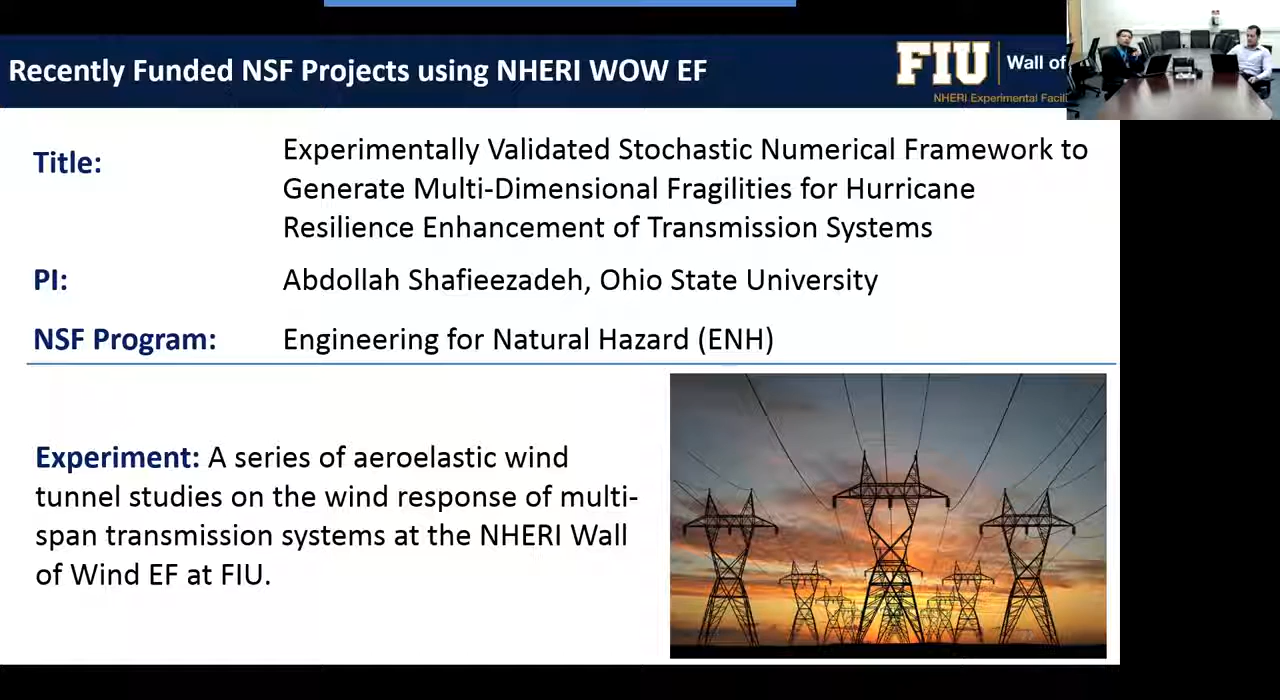 Recently Funded NSF Projects using NHERI WOW EF
FIU
Wall of
NHERI Experimental Facili
Title:
Experimentally Validated Stochastic Numerical Framework to
Generate Multi-Dimensional Fragilities for Hurricane
Resilience Enhancement of Transmission Systems
PI:
Abdollah Shafieezadeh, Ohio State University
NSF Program:
Engineering for Natural Hazard (ENH)
Experiment: A series of aeroelastic wind
tunnel studies on the wind response of multi-
span transmission systems at the NHERI Wall
of Wind EF at FIU.